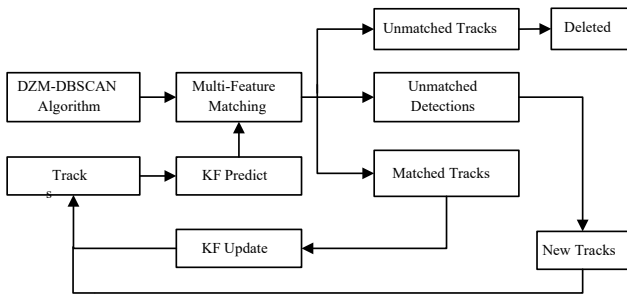 Unmatched Tracks
Deleted
DZM-DBSCAN
Algorithm
Multi-Feature
Matching
Unmatched
Detections
Track
s
KF Predict
Matched Tracks
KF Update
New Tracks